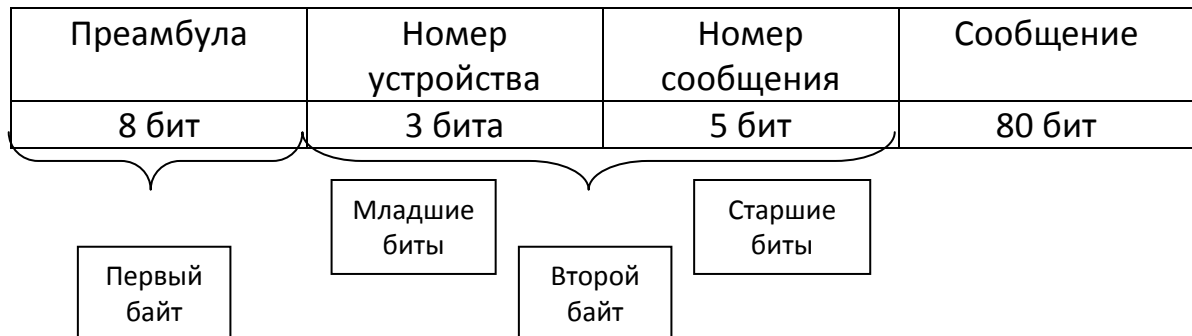 Преамбула Номер Номер Сообщение
устройства сообщения
8 бит 3 бита 5 бит 80 бит
Младшие Старшие
биты биты
Первый Второй
байт байт